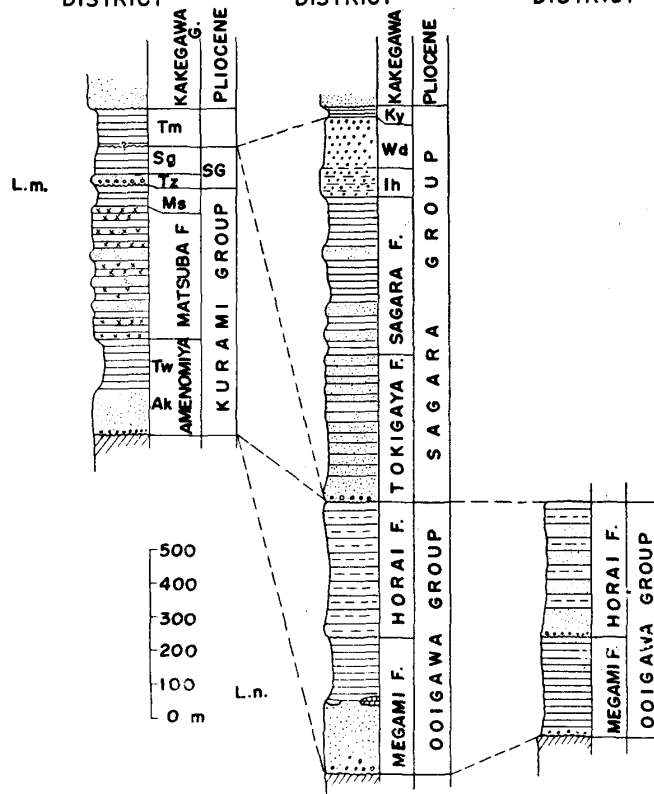 DISTRICT DISTRICT DISTRICT
KAKEGAWA G.
PLIOCENE
Tm
Sg
Tz
SG
Ms
L.m.
MATSUBA F
AMENOMIYA
Tw
Ak
KURAMI GROUP
KAKEGAWA
PLIOCENE
Ky
Wd
Ih
SAGARA F.
TOKIGAYA F.
SAGARA GROUP
HORAI F.
MEGAMI F.
OOIGAWA GROUP
L.n.
HORAI F.
MEGAMI F.
OOIGAWA GROUP
500
400
300
200
100
0 m